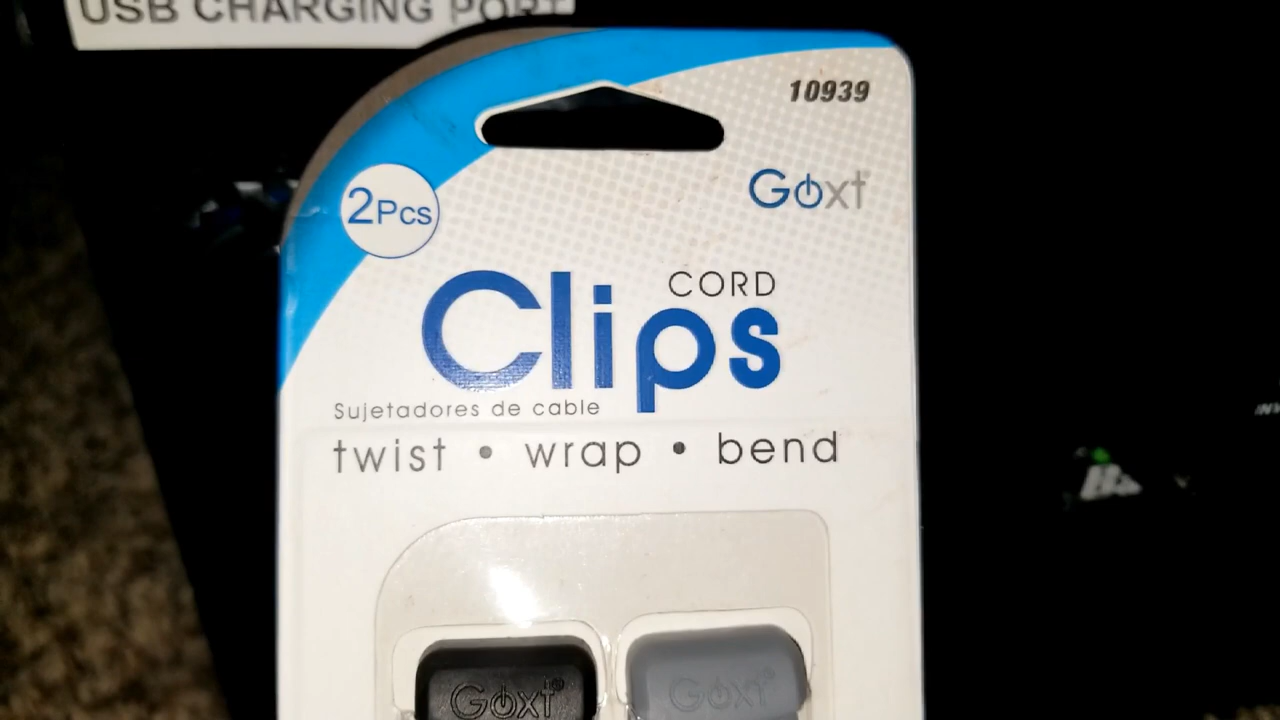 USB CHARGING PORT
10939
Goxt
2Pcs
CORD
Clips
Sujetadores de cable
twist • wrap • bend
Goxt® Goxt®